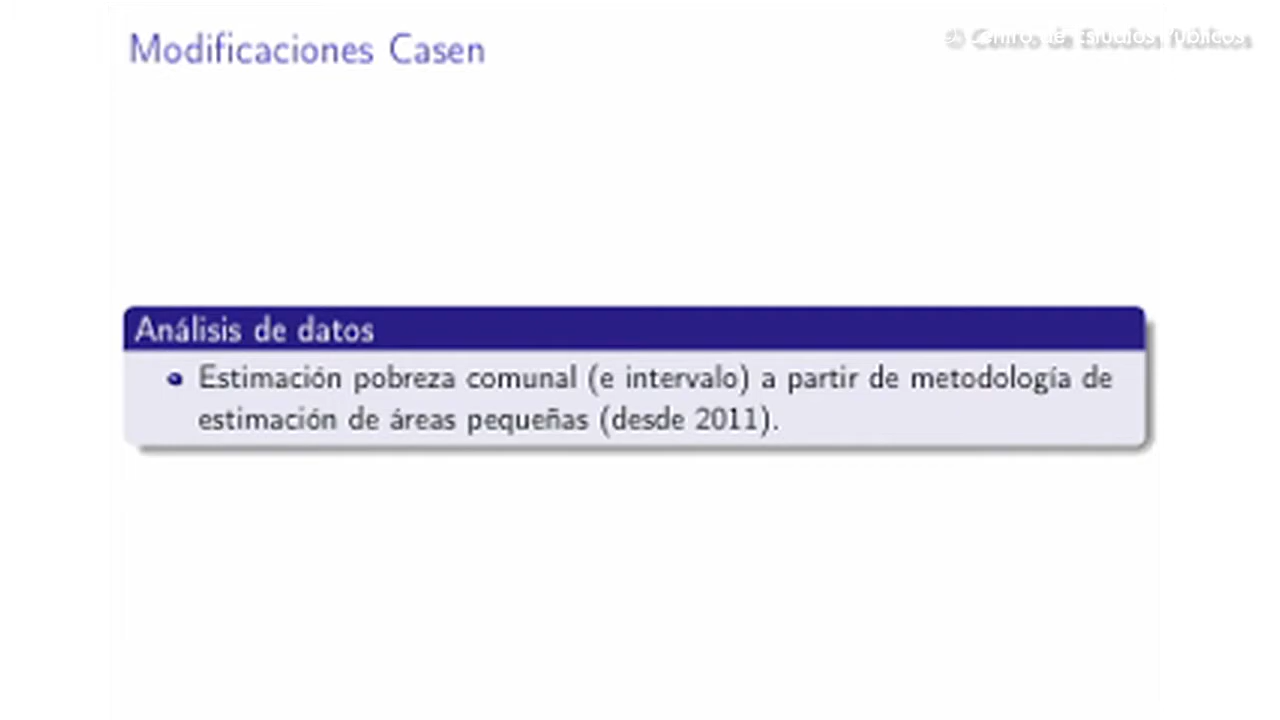 Modificaciones Casen
© Centro de Estudios Públicos
Análisis de datos
Estimación pobreza comunal (e intervalo) a partir de metodología de
estimación de áreas pequeñas (desde 2011).